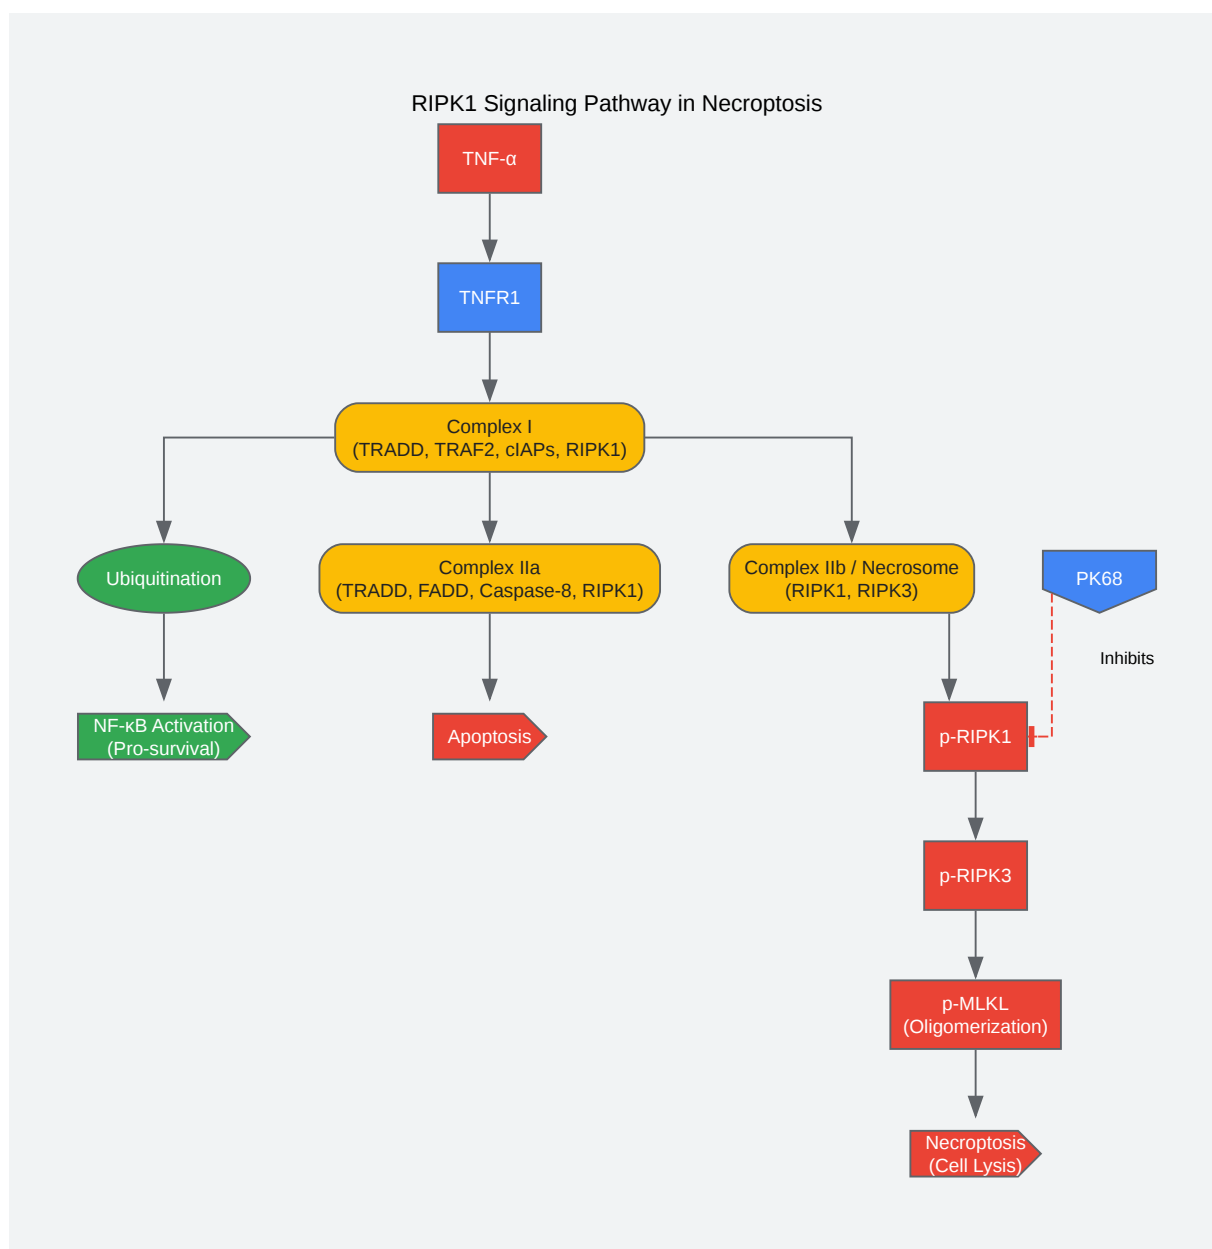 RIPK1 Signaling Pathway in Necroptosis
TNF-α
TNFR1
Complex I
(TRADD, TRAF2, cIAPs, RIPK1)
Ubiquitination
Complex IIa
(TRADD, FADD, Caspase-8, RIPK1)
Complex IIb / Necrosome
(RIPK1, RIPK3)
PK68
Inhibits
NF-κB Activation
(Pro-survival)
Apoptosis
p-RIPK1
p-RIPK3
p-MLKL
(Oligomerization)
Necroptosis
(Cell Lysis)